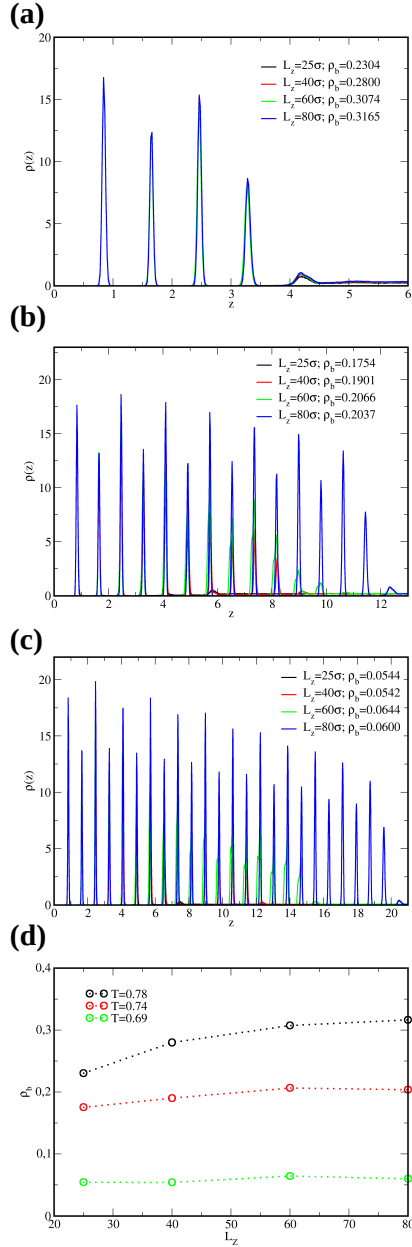 (a)
20
15
10
5
0
ρ(z)
L_z=25σ; ρ_b=0.2304
L_z=40σ; ρ_b=0.2800
L_z=60σ; ρ_b=0.3074
L_z=80σ; ρ_b=0.3165
0 1 2 3 4 5 6
z
(b)
20
15
10
5
0
ρ(z)
L_z=25σ; ρ_b=0.1754
L_z=40σ; ρ_b=0.1901
L_z=60σ; ρ_b=0.2066
L_z=80σ; ρ_b=0.2037
0 2 4 6 8 10 12
z
(c)
20
15
10
5
0
ρ(z)
L_z=25σ; ρ_b=0.0544
L_z=40σ; ρ_b=0.0542
L_z=60σ; ρ_b=0.0644
L_z=80σ; ρ_b=0.0600
0 2 4 6 8 10 12 14 16 18 20
z
(d)
0,4
0,3
0,2
0,1
0
ρ_b
T=0.78
T=0.74
T=0.69
20 30 40 50 60 70 80
L_Z